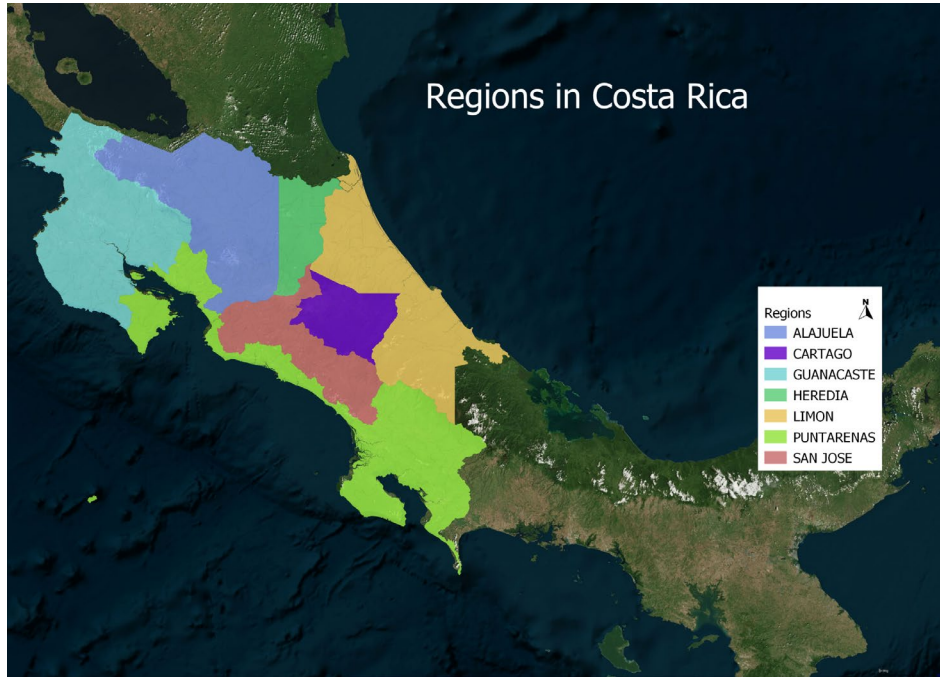 Regions in Costa Rica
N
Regions
ALAJUELA
CARTAGO
GUANACASTE
HEREDIA
LIMON
PUNTARENAS
SAN JOSE